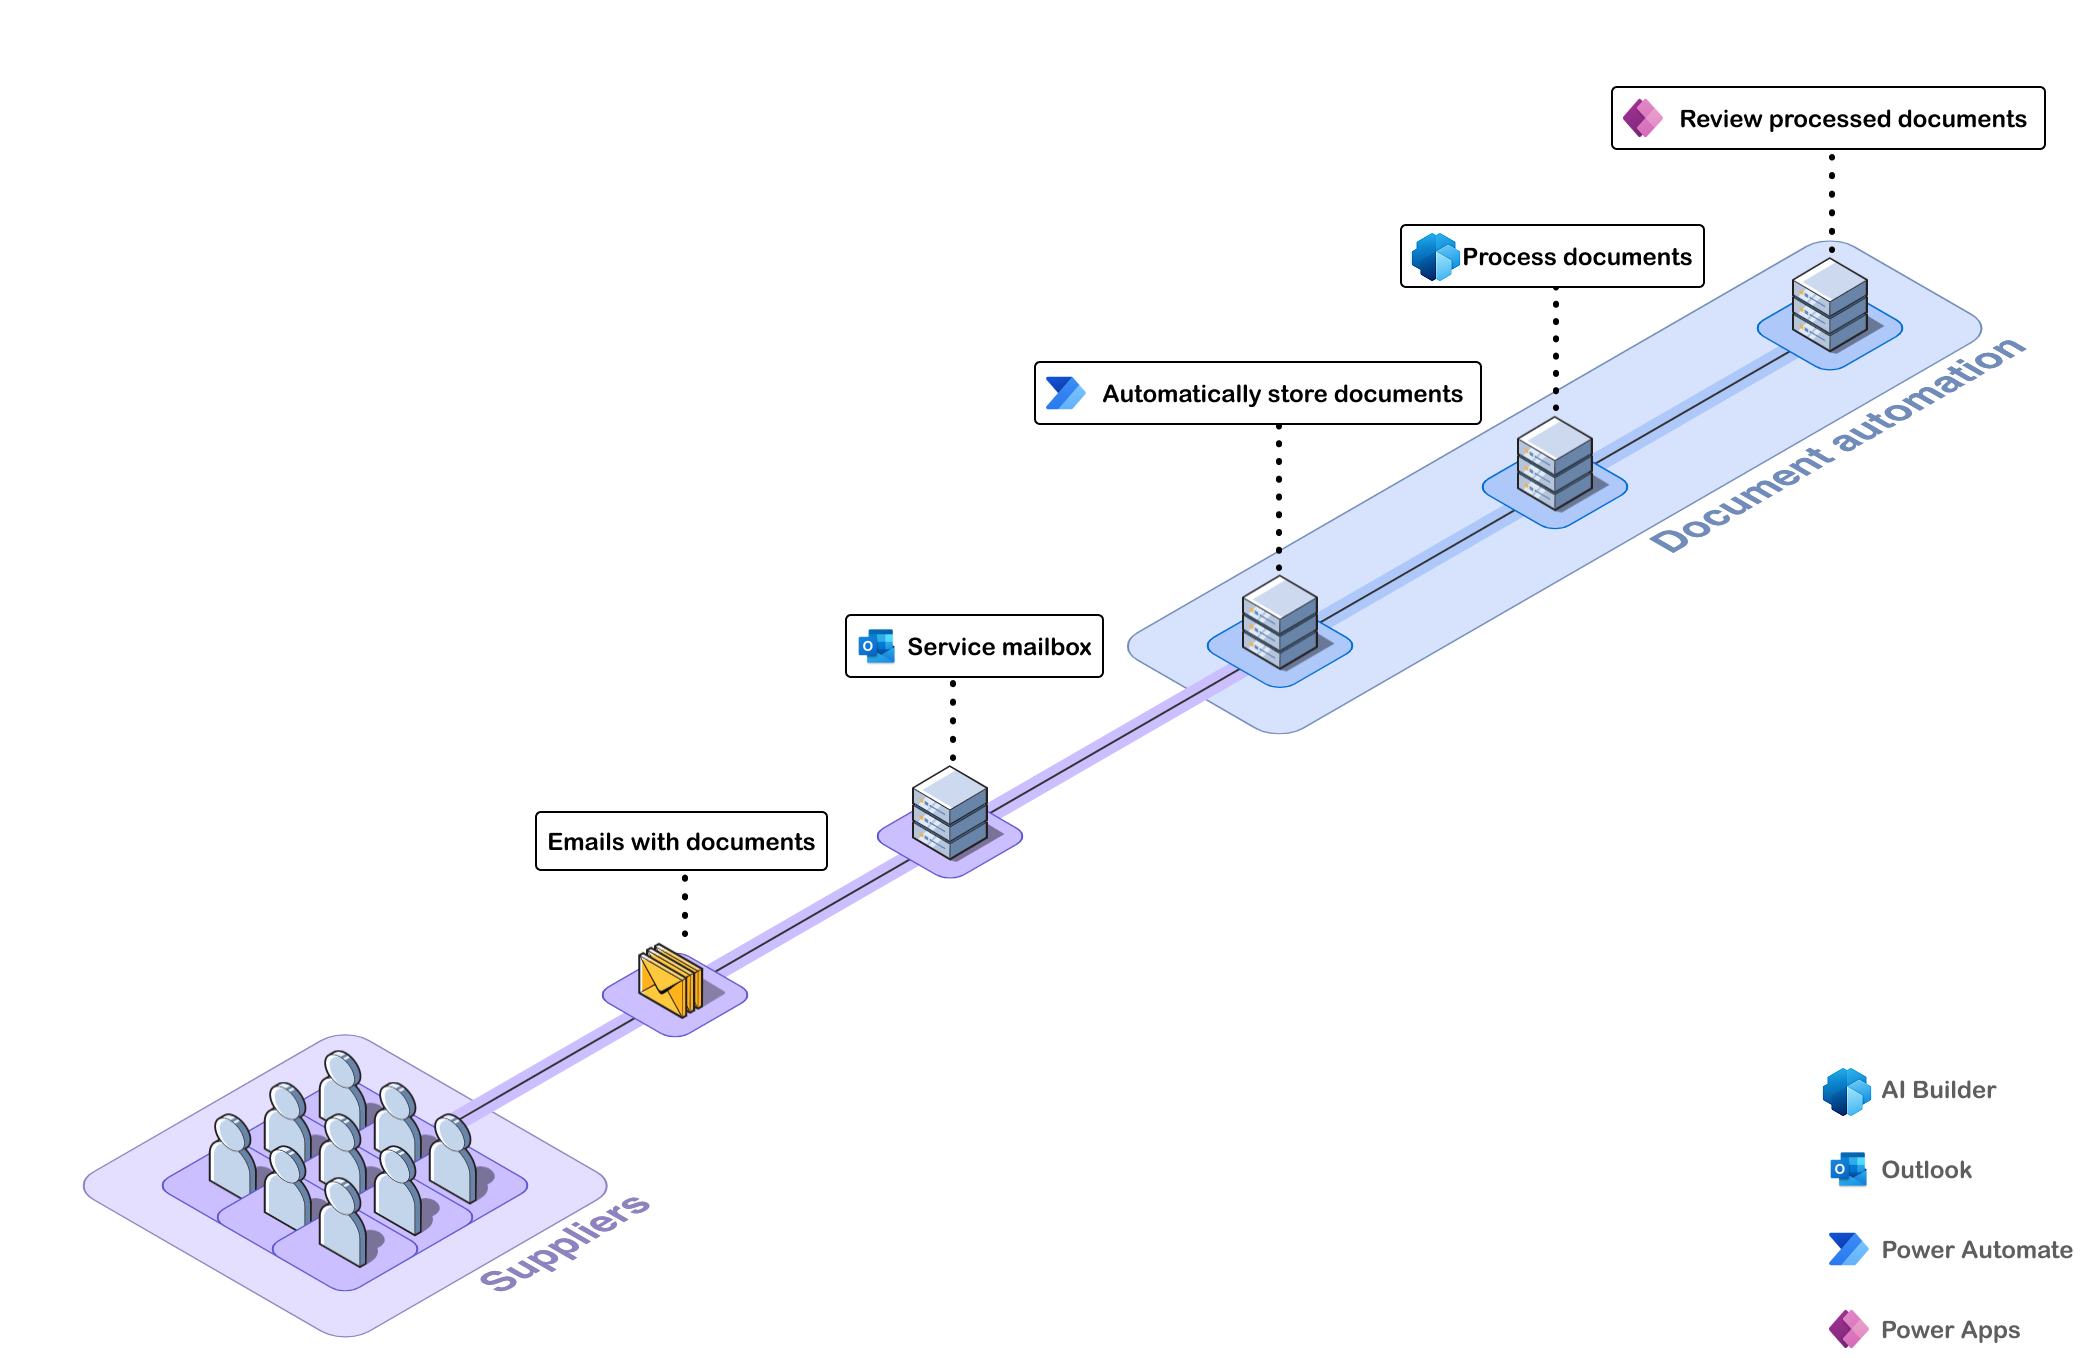 Review processed documents
Process documents
Automatically store documents
Document automation
Service mailbox
Emails with documents
Suppliers
AI Builder
Outlook
Power Automate
Power Apps